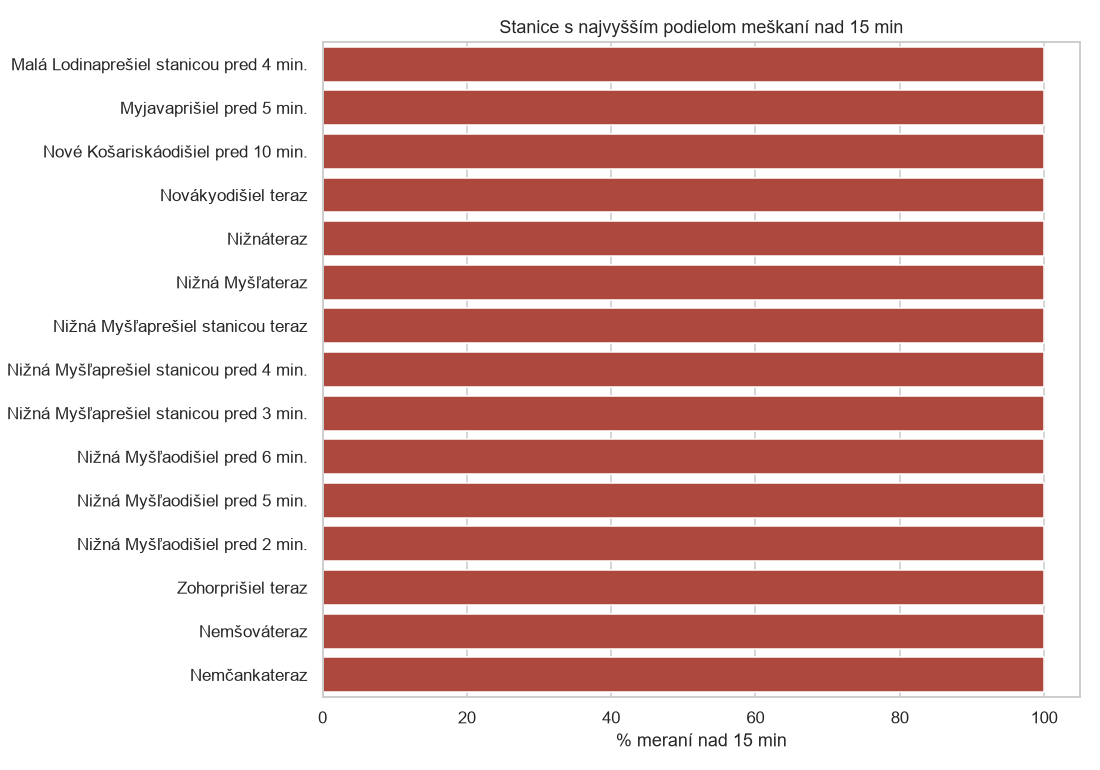 Stanice s najvyšším podielom meškaní nad 15 min
Malá Lodinaprešiel stanicou pred 4 min.
Myjavaprišiel pred 5 min.
Nové Košariskáodišiel pred 10 min.
Novákyodišiel teraz
Nižnáteraz
Nižná Myšľateraz
Nižná Myšľaprešiel stanicou teraz
Nižná Myšľaprešiel stanicou pred 4 min.
Nižná Myšľaprešiel stanicou pred 3 min.
Nižná Myšľaodišiel pred 6 min.
Nižná Myšľaodišiel pred 5 min.
Nižná Myšľaodišiel pred 2 min.
Zohorprišiel teraz
Nemšováteraz
Nemčankateraz
0 20 40 60 80 100
% meraní nad 15 min